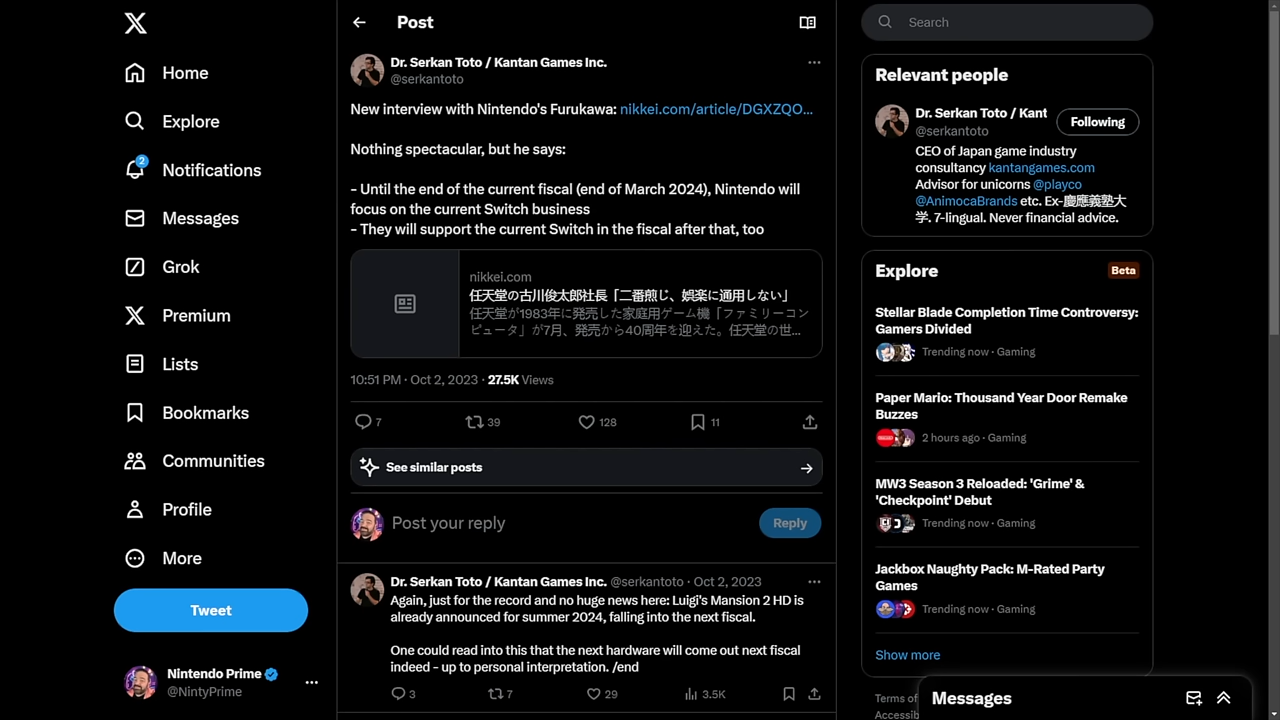 Home
Explore
2
Notifications
Messages
Grok
Premium
Lists
Bookmarks
Communities
Profile
More
Tweet
Nintendo Prime
@NintyPrime
Post
Dr. Serkan Toto / Kantan Games Inc.
@serkantoto
New interview with Nintendo's Furukawa: nikkei.com/article/DGXZQO...
Nothing spectacular, but he says:
- Until the end of the current fiscal (end of March 2024), Nintendo will
focus on the current Switch business
- They will support the current Switch in the fiscal after that, too
nikkei.com
任天堂の古川俊太郎社長「二番煎じ、娯楽に通用しない」
任天堂が1983年に発売した家庭用ゲーム機「ファミリーコン
ピュータ」が7月、発売から40周年を迎えた。任天堂の世...
10:51 PM · Oct 2, 2023 · 27.5K Views
7 39 128 11
See similar posts
Post your reply
Reply
Dr. Serkan Toto / Kantan Games Inc. @serkantoto · Oct 2, 2023
Again, just for the record and no huge news here: Luigi's Mansion 2 HD is
already announced for summer 2024, falling into the next fiscal.
One could read into this that the next hardware will come out next fiscal
indeed - up to personal interpretation. /end
3 7 29 3.5K
Search
Relevant people
Dr. Serkan Toto / Kant
@serkantoto
Following
CEO of Japan game industry
consultancy kantangames.com
Advisor for unicorns @playco
@AnimocaBrands etc. Ex-慶應義塾大
学. 7-lingual. Never financial advice.
Explore
Beta
Stellar Blade Completion Time Controversy:
Gamers Divided
Trending now · Gaming
Paper Mario: Thousand Year Door Remake
Buzzes
2 hours ago · Gaming
MW3 Season 3 Reloaded: 'Grime' &
'Checkpoint' Debut
Trending now · Gaming
Jackbox Naughty Pack: M-Rated Party
Games
Trending now · Gaming
Show more
Terms of
Accessib
Messages